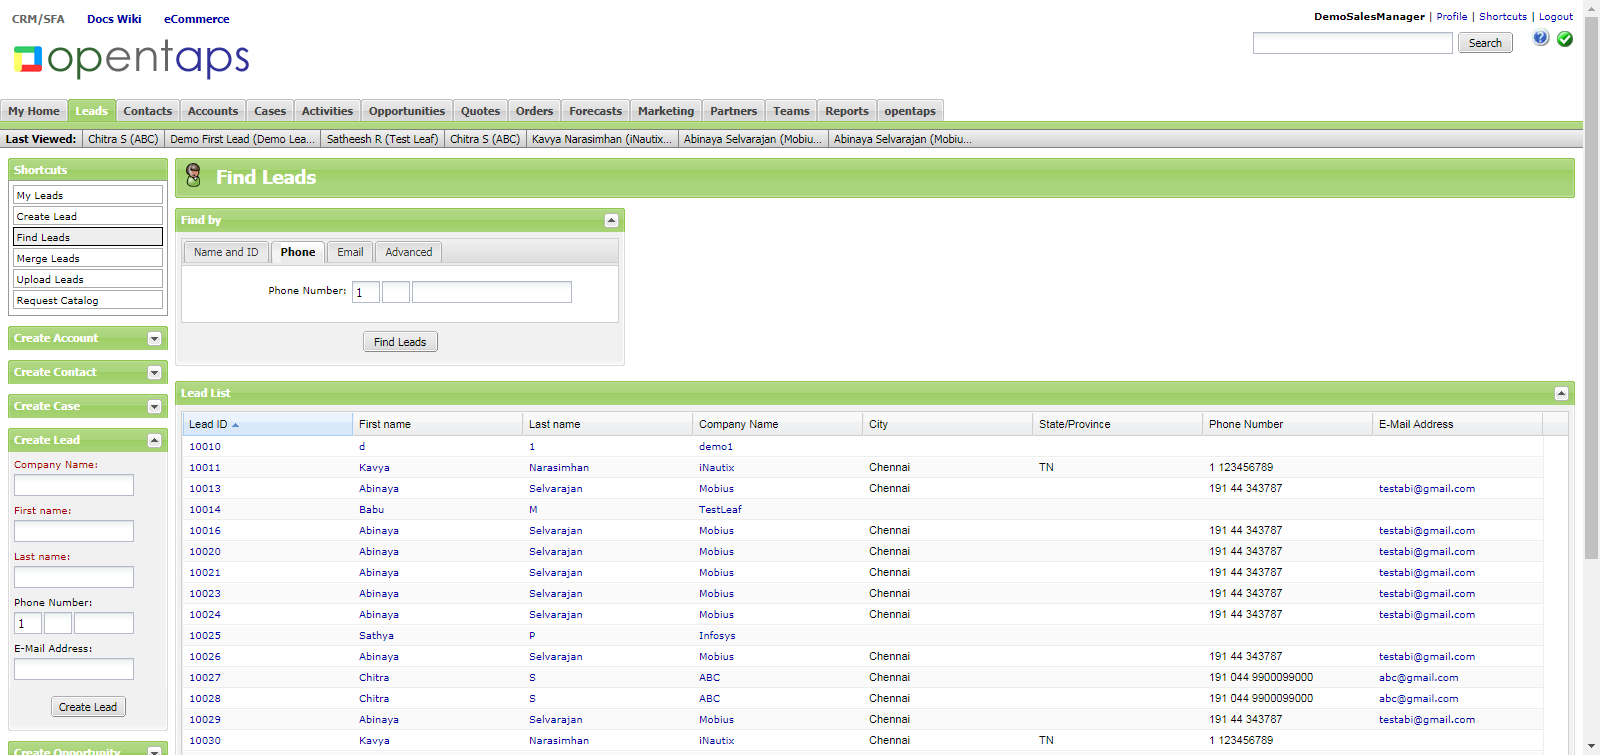 CRM/SFA Docs Wiki eCommerce
DemoSalesManager | Profile | Shortcuts | Logout
opentaps
Search
My Home Leads Contacts Accounts Cases Activities Opportunities Quotes Orders Forecasts Marketing Partners Teams Reports opentaps
Last Viewed: Chitra S (ABC) Demo First Lead (Demo Lea... Satheesh R (Test Leaf) Chitra S (ABC) Kavya Narasimhan (iNautix... Abinaya Selvarajan (Mobiu... Abinaya Selvarajan (Mobiu...
Shortcuts
My Leads
Create Lead
Find Leads
Merge Leads
Upload Leads
Request Catalog
Create Account
Create Contact
Create Case
Create Lead
Company Name:
First name:
Last name:
Phone Number:
1
E-Mail Address:
Create Lead
Create Opportunity
Find Leads
Find by
Name and ID Phone Email Advanced
Phone Number: 1
Find Leads
Lead List
Lead ID First name Last name Company Name City State/Province Phone Number E-Mail Address
10010 d 1 demo1
10011 Kavya Narasimhan iNautix Chennai TN 1 123456789
10013 Abinaya Selvarajan Mobius Chennai 191 44 343787 testabi@gmail.com
10014 Babu M TestLeaf
10016 Abinaya Selvarajan Mobius Chennai 191 44 343787 testabi@gmail.com
10020 Abinaya Selvarajan Mobius Chennai 191 44 343787 testabi@gmail.com
10021 Abinaya Selvarajan Mobius Chennai 191 44 343787 testabi@gmail.com
10023 Abinaya Selvarajan Mobius Chennai 191 44 343787 testabi@gmail.com
10024 Abinaya Selvarajan Mobius Chennai 191 44 343787 testabi@gmail.com
10025 Sathya P Infosys
10026 Abinaya Selvarajan Mobius Chennai 191 44 343787 testabi@gmail.com
10027 Chitra S ABC Chennai 191 044 9900099000 abc@gmail.com
10028 Chitra S ABC Chennai 191 044 9900099000 abc@gmail.com
10029 Abinaya Selvarajan Mobius Chennai 191 44 343787 testabi@gmail.com
10030 Kavya Narasimhan iNautix Chennai TN 1 123456789